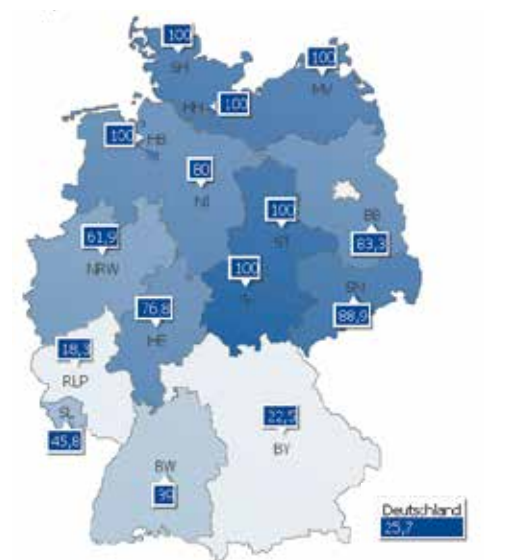 100
SH
100
MV
HH
100
100
HB
80
NI
100
ST
BB
83,3
61,9
NRW
100
SN
88,9
76,8
HE
18,3
RLP
SL
45,8
22,5
BY
BW
39
Deutschland
25,7